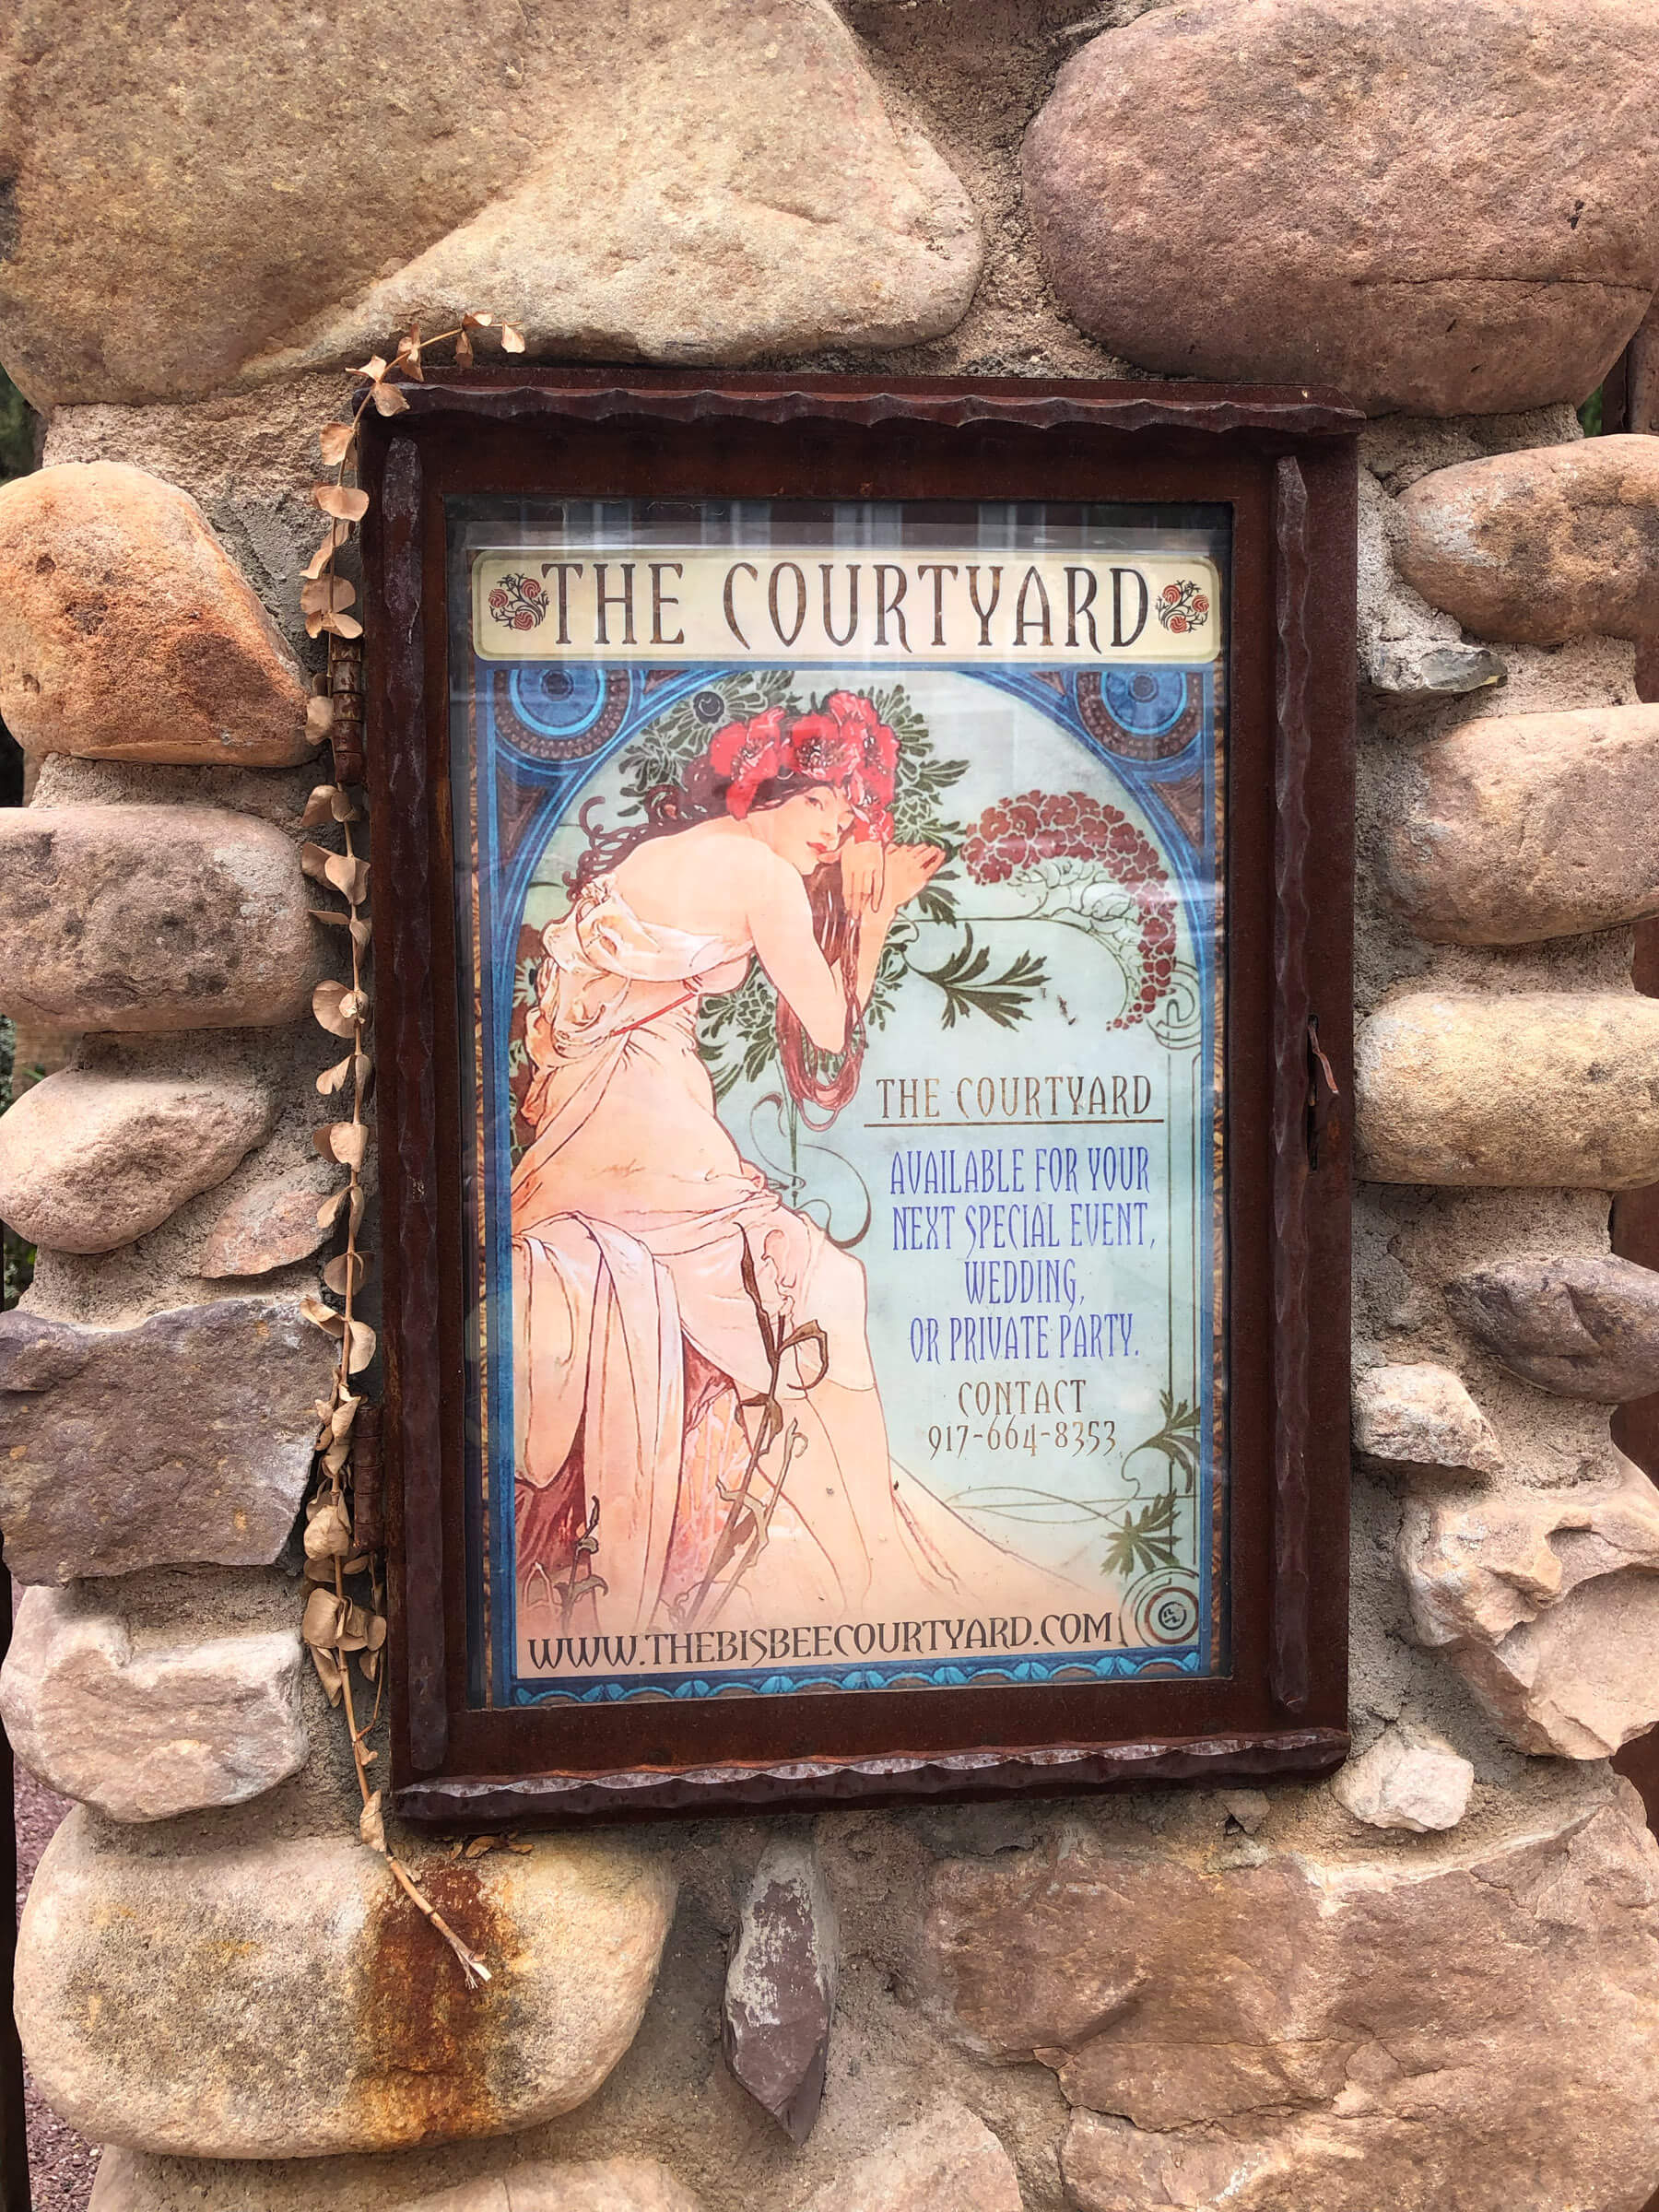 THE COURTYARD
THE COURTYARD
AVAILABLE FOR YOUR
NEXT SPECIAL EVENT,
WEDDING,
OR PRIVATE PARTY.
CONTACT
917-664-8353
WWW.THEBISBEECOURTYARD.COM